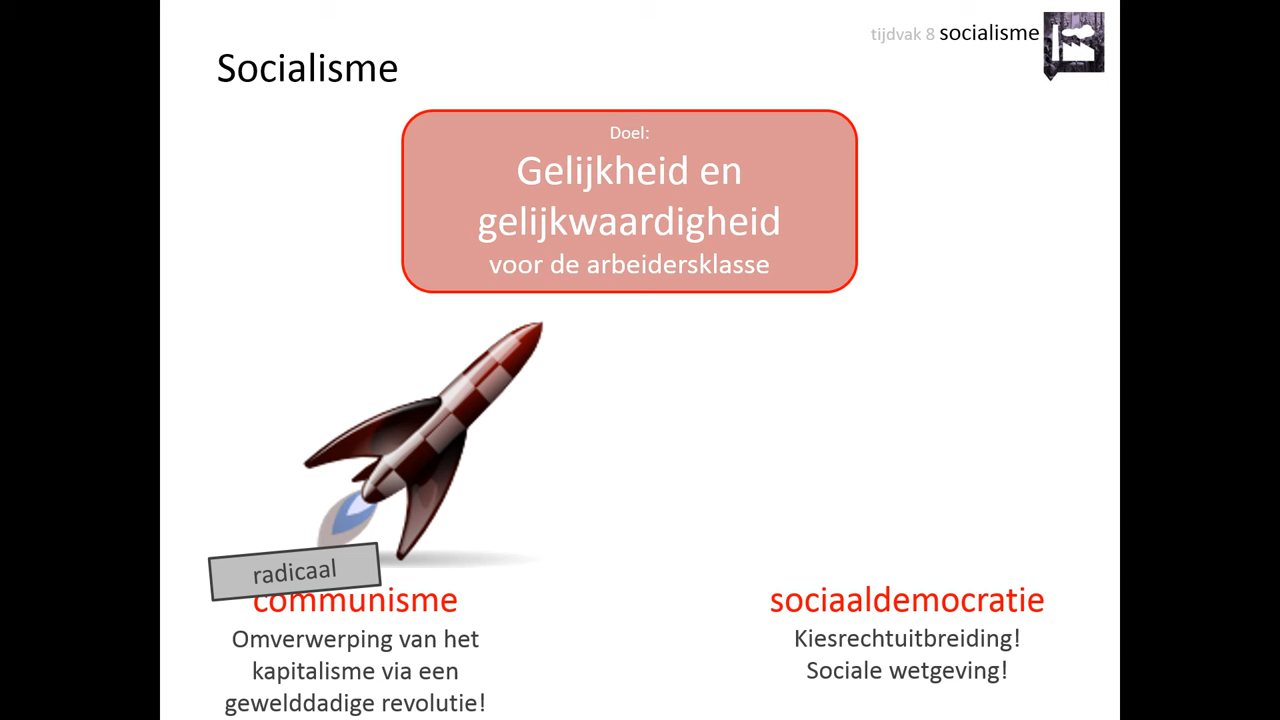 tijdvak 8 socialisme
Socialisme
Doel:
Gelijkheid en
gelijkwaardigheid
voor de arbeidersklasse
radicaal
communisme
Omverwerping van het
kapitalisme via een
gewelddadige revolutie!
sociaaldemocratie
Kiesrechtuitbreiding!
Sociale wetgeving!